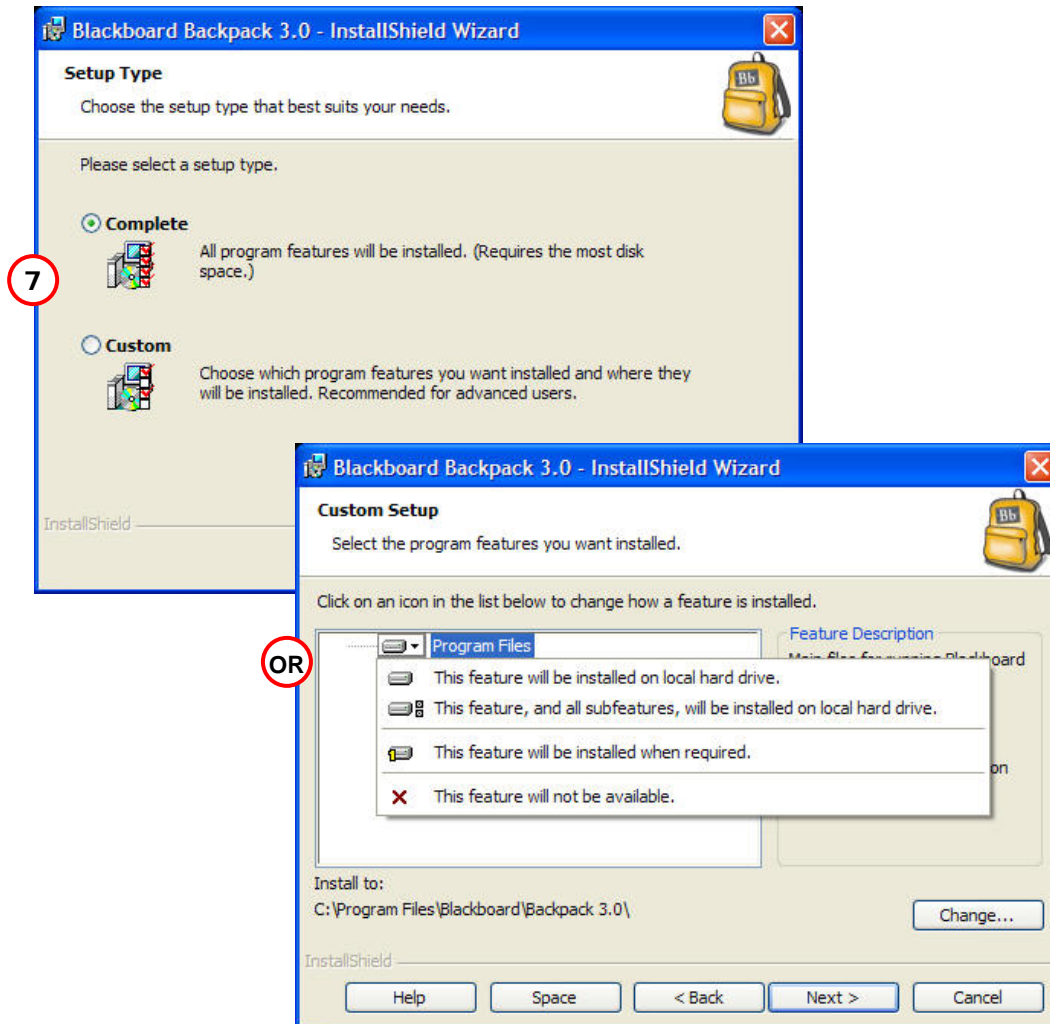 Blackboard Backpack 3.0 - InstallShield Wizard
Setup Type
Choose the setup type that best suits your needs.
Bb
Please select a setup type.
Complete
All program features will be installed. (Requires the most disk
space.)
7
Custom
Choose which program features you want installed and where they
will be installed. Recommended for advanced users.
InstallShield
Blackboard Backpack 3.0 - InstallShield Wizard
Custom Setup
Select the program features you want installed.
Bb
Click on an icon in the list below to change how a feature is installed.
Program Files
Feature Description
Main files for running Blackboard
OR
This feature will be installed on local hard drive.
This feature, and all subfeatures, will be installed on local hard drive.
This feature will be installed when required.
on
This feature will not be available.
Install to:
C:\Program Files\Blackboard\Backpack 3.0\
Change...
InstallShield
Help
Space
< Back
Next >
Cancel